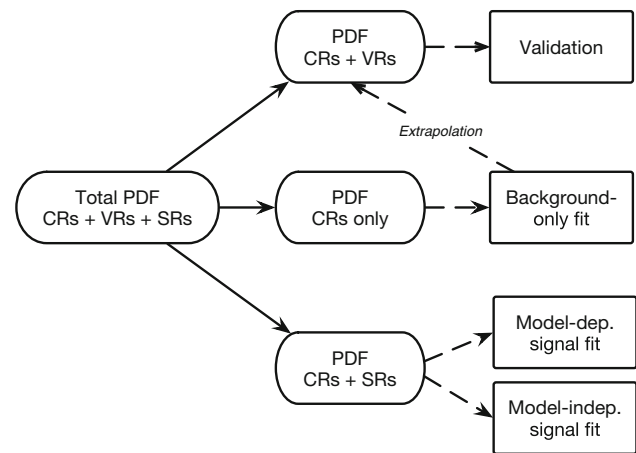 PDF
CRs + VRs
Validation
Extrapolation
Total PDF
CRs + VRs + SRs
PDF
CRs only
Background-
only fit
PDF
CRs + SRs
Model-dep.
signal fit
Model-indep.
signal fit